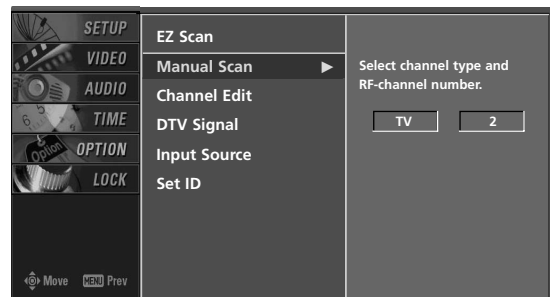 SETUP
VIDEO
AUDIO
TIME
OPTION
LOCK
Move MENU Prev
EZ Scan
Manual Scan ▶
Channel Edit
DTV Signal
Input Source
Set ID
Select channel type and
RF-channel number.
TV 2